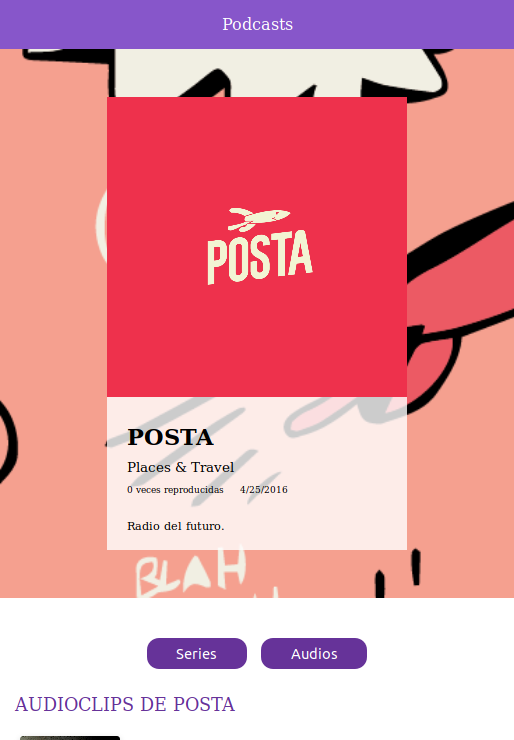 Podcasts
POSTA
POSTA
Places & Travel
0 veces reproducidas 4/25/2016
Radio del futuro.
BLAH
Series Audios
AUDIOCLIPS DE POSTA